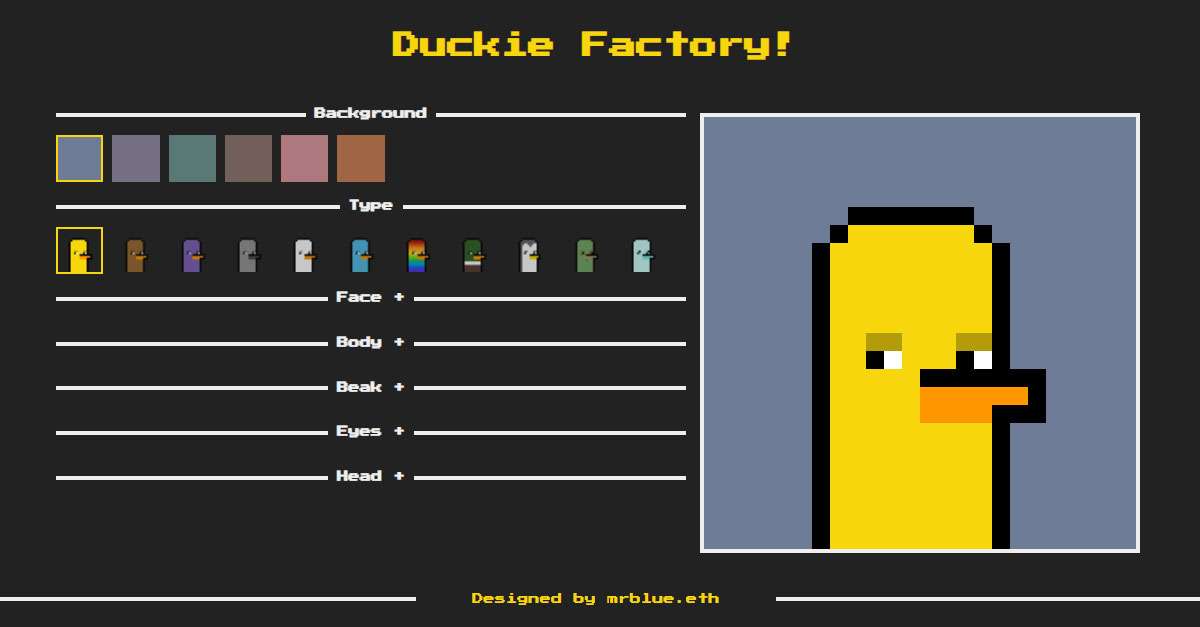 Duckie Factory!
Background
Type
Face +
Body +
Beak +
Eyes +
Head +
Designed by mrblue.eth